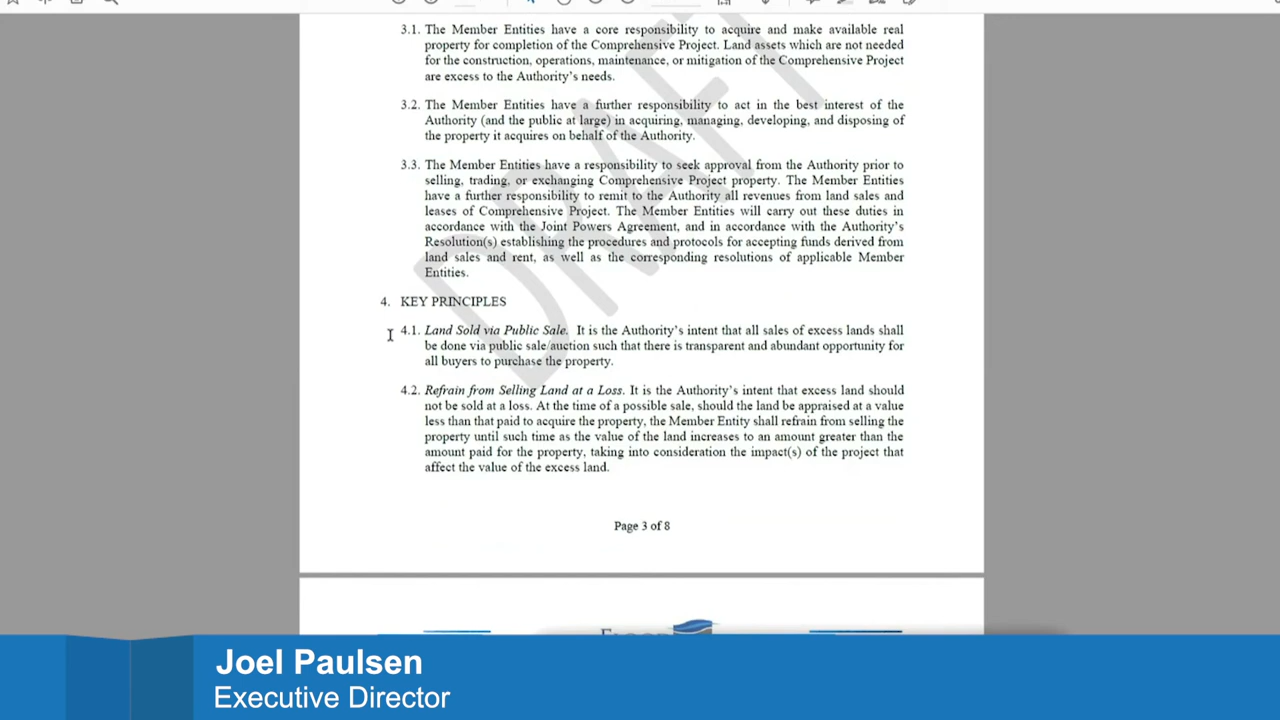 3.1. The Member Entities have a core responsibility to acquire and make available real
property for completion of the Comprehensive Project. Land assets which are not needed
for the construction, operations, maintenance, or mitigation of the Comprehensive Project
are excess to the Authority's needs.
3.2. The Member Entities have a further responsibility to act in the best interest of the
Authority (and the public at large) in acquiring, managing, developing, and disposing of
the property it acquires on behalf of the Authority.
3.3. The Member Entities have a responsibility to seek approval from the Authority prior to
selling, trading, or exchanging Comprehensive Project property. The Member Entities
have a further responsibility to remit to the Authority all revenues from land sales and
leases of Comprehensive Project. The Member Entities will carry out these duties in
accordance with the Joint Powers Agreement, and in accordance with the Authority's
Resolution(s) establishing the procedures and protocols for accepting funds derived from
land sales and rent, as well as the corresponding resolutions of applicable Member
Entities.
DRAFT
4. KEY PRINCIPLES
4.1. Land Sold via Public Sale. It is the Authority's intent that all sales of excess lands shall
be done via public sale/auction such that there is transparent and abundant opportunity for
all buyers to purchase the property.
4.2. Refrain from Selling Land at a Loss. It is the Authority's intent that excess land should
not be sold at a loss. At the time of a possible sale, should the land be appraised at a value
less than that paid to acquire the property, the Member Entity shall refrain from selling the
property until such time as the value of the land increases to an amount greater than the
amount paid for the property, taking into consideration the impact(s) of the project that
affect the value of the excess land.
Page 3 of 8
Joel Paulsen
Executive Director